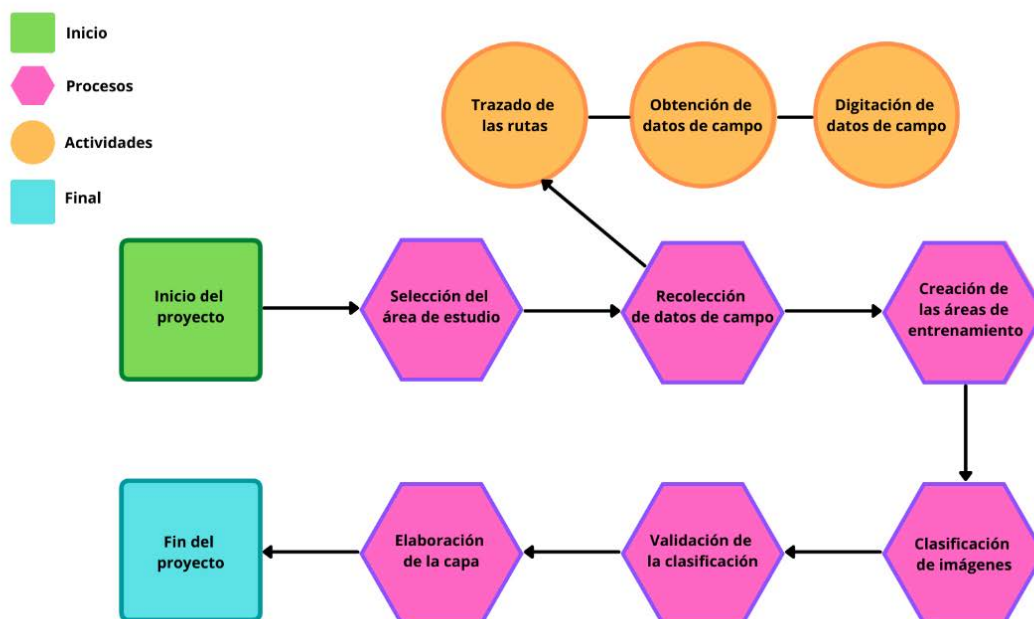 Inicio
Procesos
Actividades
Final
Trazado de
las rutas
Obtención de
datos de campo
Digitación de
datos de campo
Inicio del
proyecto
Selección del
área de estudio
Recolección
de datos de campo
Creación de
las áreas de
entrenamiento
Fin del
proyecto
Elaboración
de la capa
Validación de
la clasificación
Clasificación
de imágenes